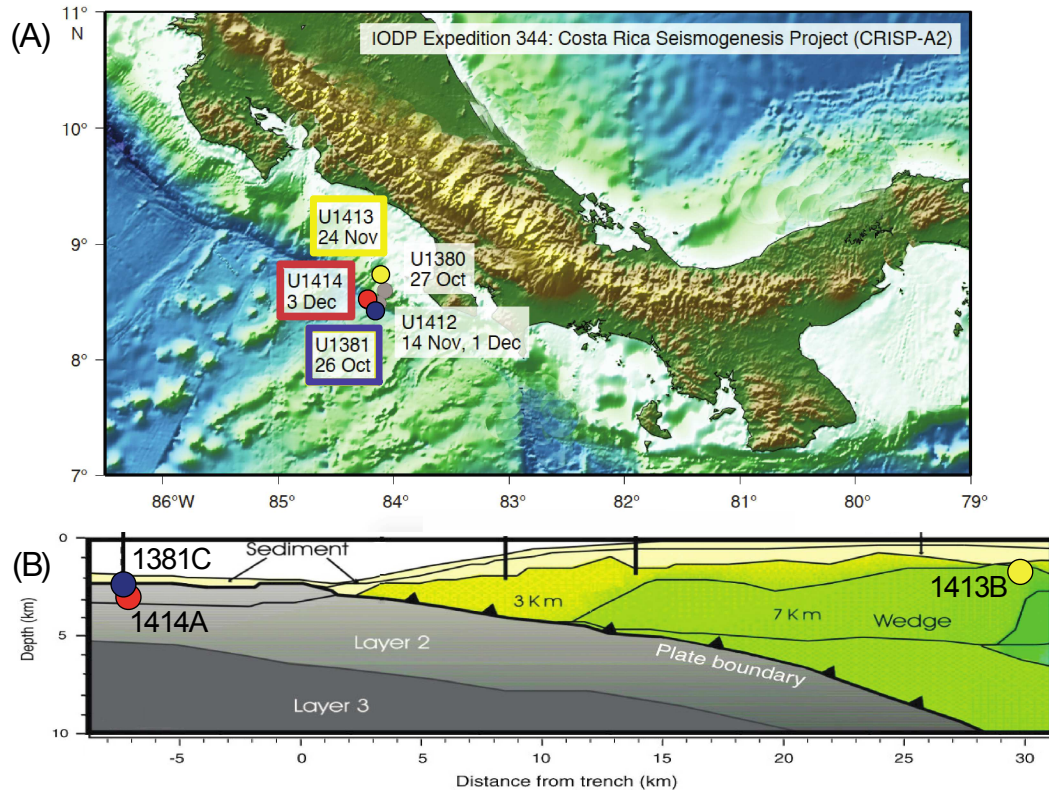 (A)
11°
N
10°
9°
8°
7°
IODP Expedition 344: Costa Rica Seismogenesis Project (CRISP-A2)
U1413
24 Nov
U1380
27 Oct
U1414
3 Dec
U1412
14 Nov, 1 Dec
U1381
26 Oct
86°W
85°
84°
83°
82°
81°
80°
79°
(B)
0
5
10
Depth (km)
1381C
Sediment
1414A
1413B
3 Km
7 Km
Wedge
Layer 2
Plate boundary
Layer 3
-5
0
5
10
15
20
25
30
Distance from trench (km)